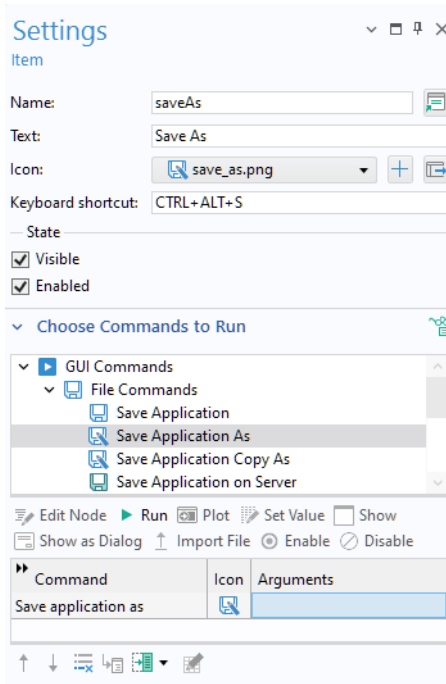 Settings
Item
Name: saveAs
Text: Save As
Icon: save_as.png
Keyboard shortcut: CTRL+ALT+S
State
Visible
Enabled
Choose Commands to Run
GUI Commands
File Commands
Save Application
Save Application As
Save Application Copy As
Save Application on Server
Edit Node Run Plot Set Value Show
Show as Dialog Import File Enable Disable
Command Icon Arguments
Save application as